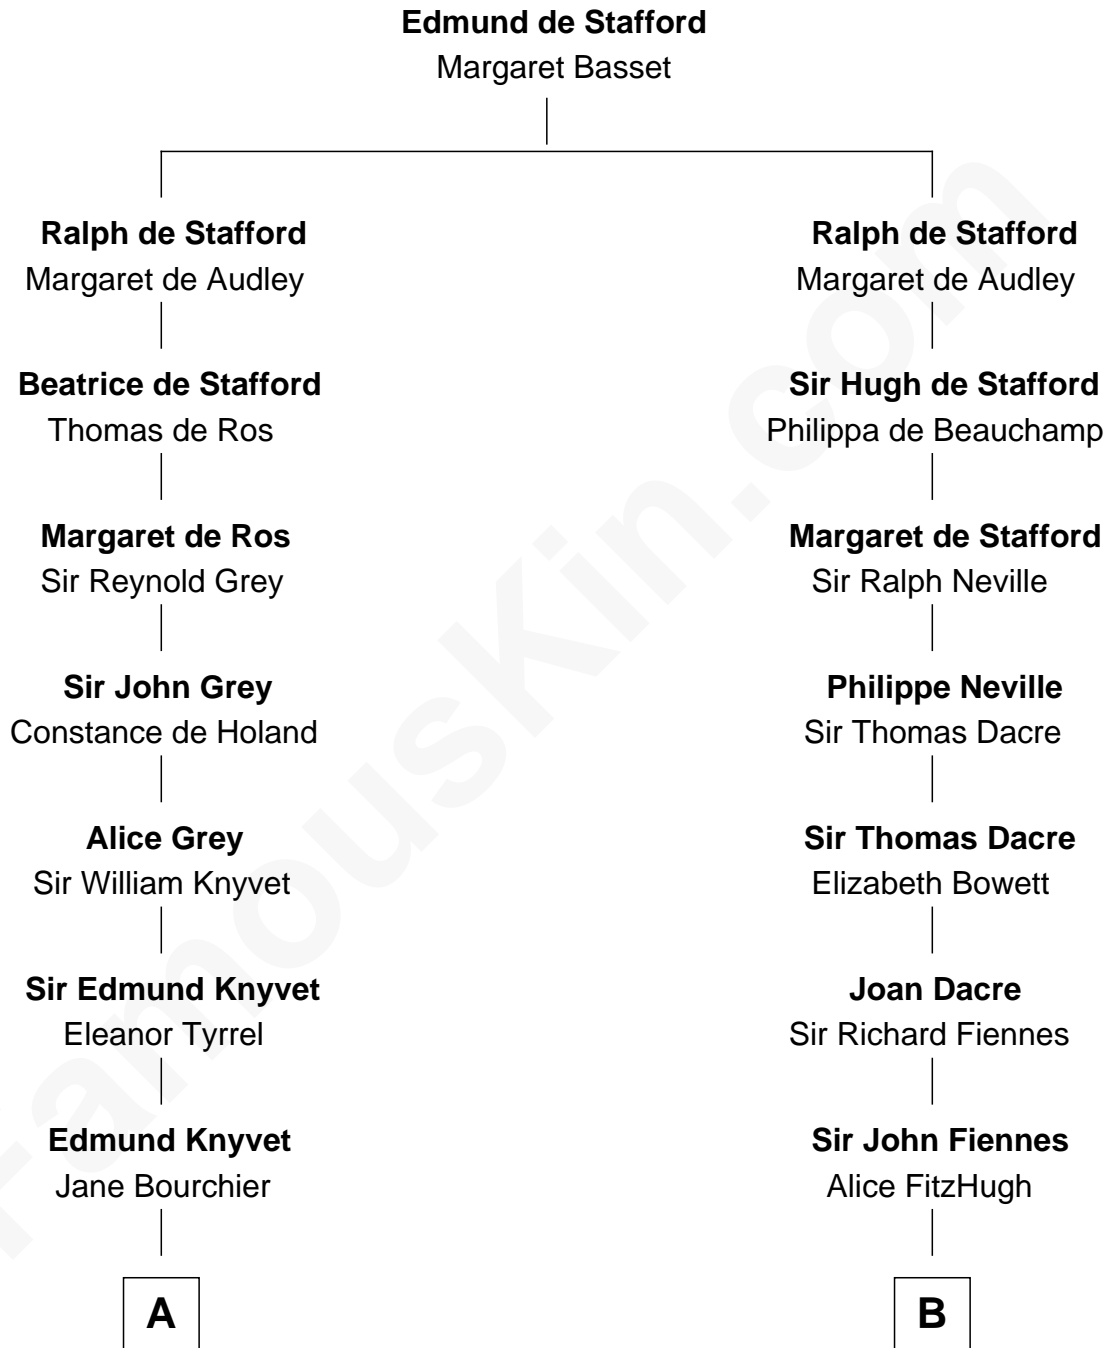 Edmund de Stafford
Margaret Basset
Ralph de Stafford
Margaret de Audley
Beatrice de Stafford
Thomas de Ros
Margaret de Ros
Sir Reynold Grey
Sir John Grey
Constance de Holand
Alice Grey
Sir William Knyvet
Sir Edmund Knyvet
Eleanor Tyrrel
Edmund Knyvet
Jane Bourchier
A
Ralph de Stafford
Margaret de Audley
Sir Hugh de Stafford
Philippa de Beauchamp
Margaret de Stafford
Sir Ralph Neville
Philippe Neville
Sir Thomas Dacre
Sir Thomas Dacre
Elizabeth Bowett
Joan Dacre
Sir Richard Fiennes
Sir John Fiennes
Alice FitzHugh
B
FamousKin.com